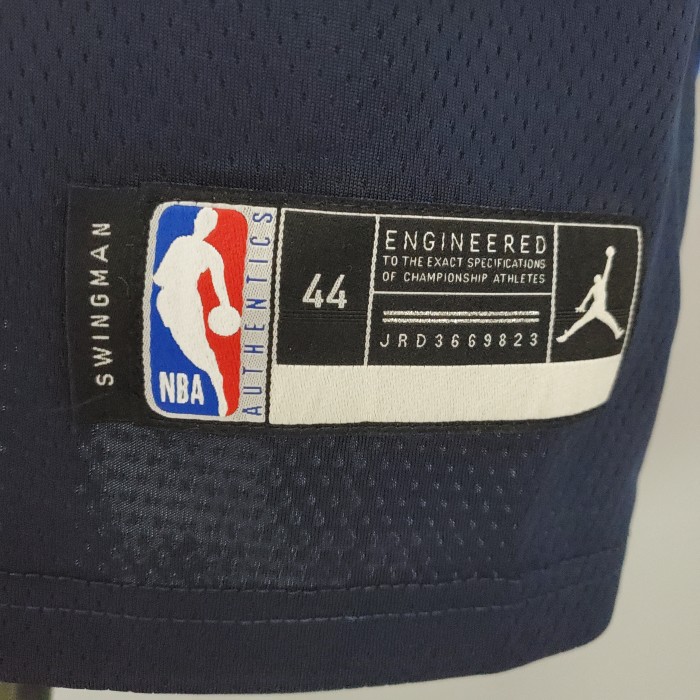 SWINGMAN
NBA
AUTHENTICS
44
ENGINEERED
TO THE EXACT SPECIFICATIONS
OF CHAMPIONSHIP ATHLETES
JRD3669823